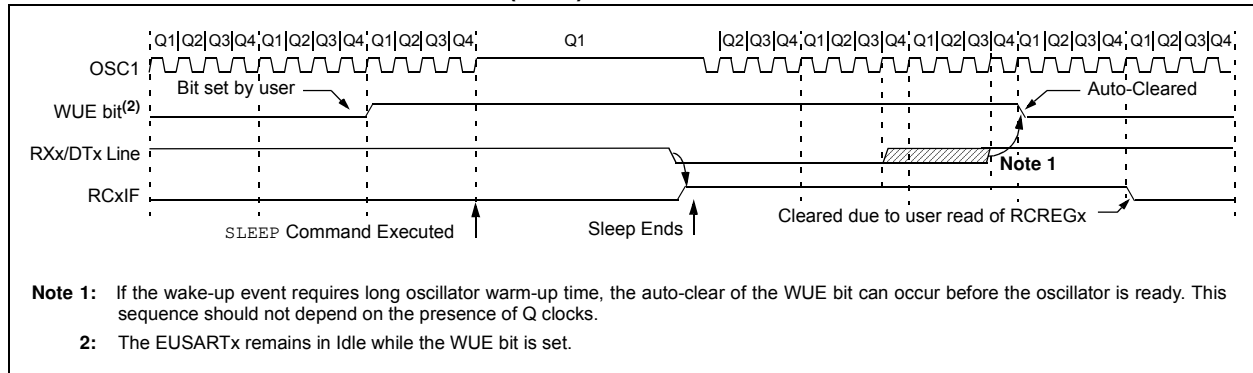 Q1 Q2 Q3 Q4 Q1 Q2 Q3 Q4 Q1 Q2 Q3 Q4 Q1 Q2 Q3 Q4 Q1 Q2 Q3 Q4 Q1 Q2 Q3 Q4 Q1 Q2 Q3 Q4 Q1 Q2 Q3 Q4
OSC1
Bit set by user
Auto-Cleared
WUE bit(2)
RXx/DTx Line
Note 1
RCxIF
SLEEP Command Executed
Sleep Ends
Cleared due to user read of RCREGx
Note 1: If the wake-up event requires long oscillator warm-up time, the auto-clear of the WUE bit can occur before the oscillator is ready. This
sequence should not depend on the presence of Q clocks.
2: The EUSARTx remains in Idle while the WUE bit is set.